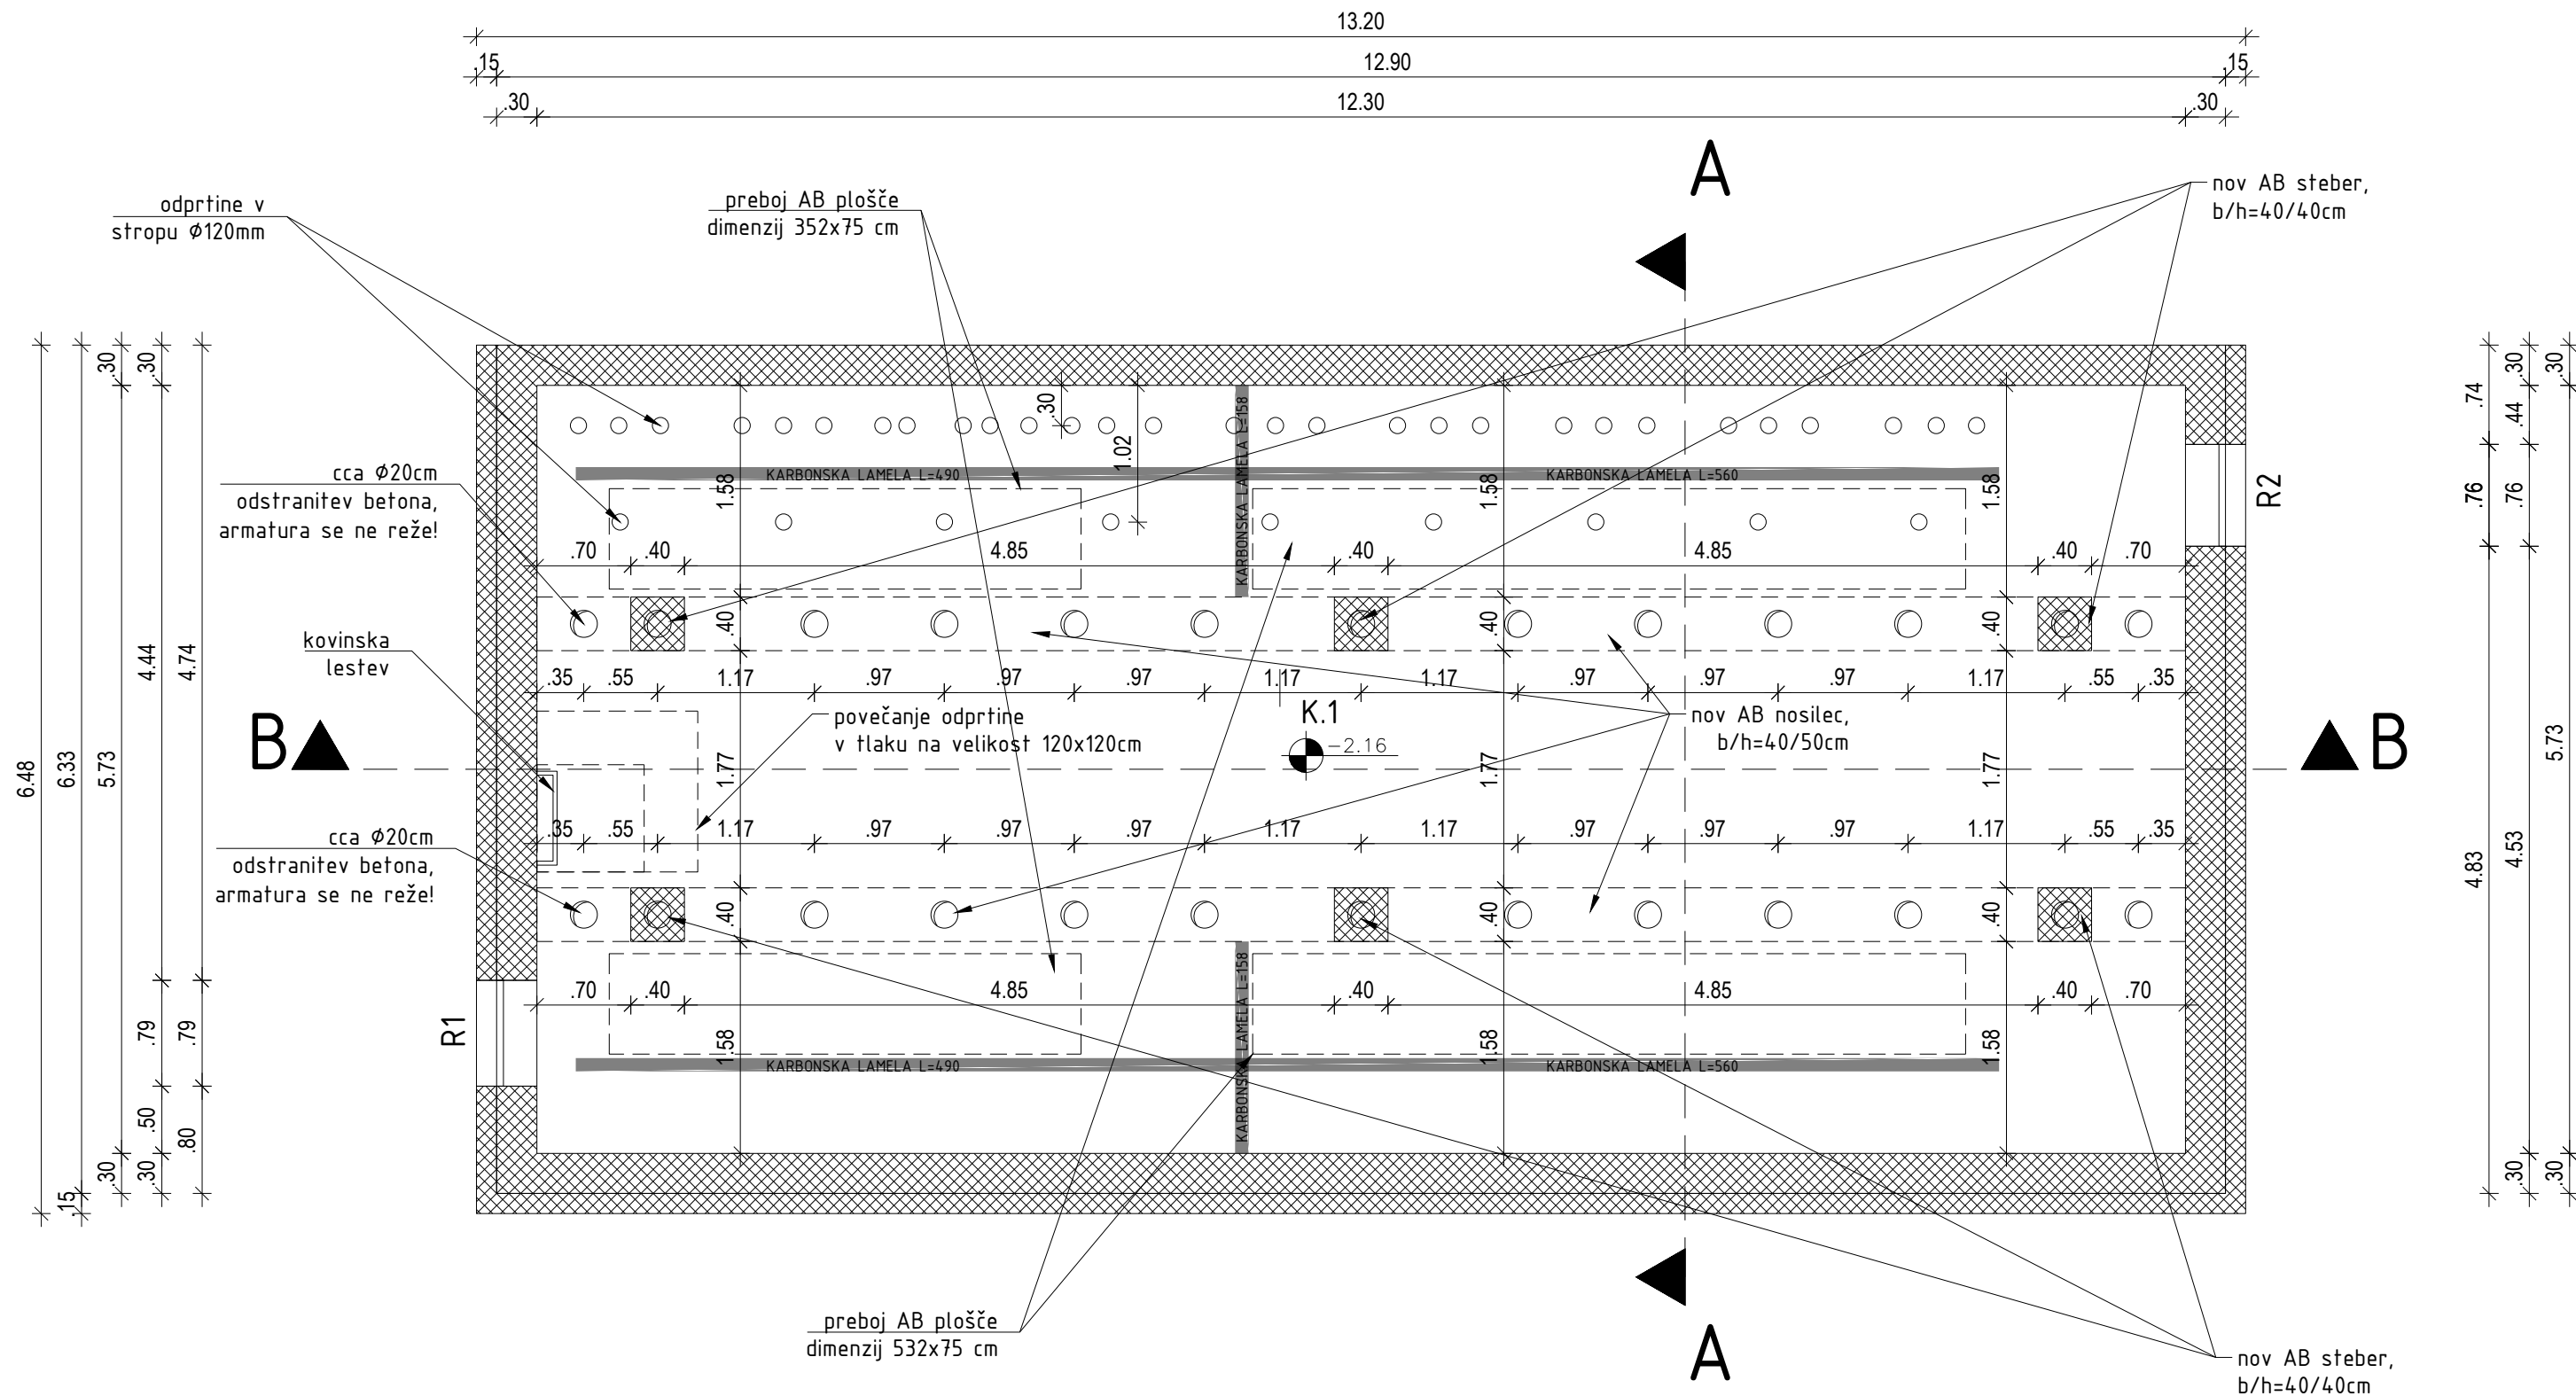 13.20
.15
12.90
.15
.30
12.30
.30
A
odprtine v
stropu Ø120mm
preboj AB plošče
dimenzij 352x75 cm
nov AB steber,
b/h=40/40cm
cca Ø20cm
odstranitev betona,
armatura se ne reže!
kovinska
lestev
cca Ø20cm
odstranitev betona,
armatura se ne reže!
6.48
6.33
.15
5.73
.30
.30
.30
4.44
.79
.50
.30
4.74
.79
.80
B
R1
.30
1.02
KARBONSKA LAMELA L=490
KARBONSKA LAMELA L=158
KARBONSKA LAMELA L=560
1.58
1.58
1.58
.70
.40
4.85
.40
4.85
.40
.70
.40
.40
.40
.35
.55
1.17
.97
.97
.97
1.17
1.17
.97
.97
.97
1.17
.55
.35
K.1
-2.16
povečanje odprtine
v tlaku na velikost 120x120cm
nov AB nosilec,
b/h=40/50cm
1.77
1.77
1.77
.35
.55
1.17
.97
.97
.97
1.17
1.17
.97
.97
.97
1.17
.55
.35
.40
.40
.40
.70
.40
4.85
.40
4.85
.40
.70
1.58
1.58
1.58
KARBONSKA LAMELA L=490
KARBONSKA LAMELA L=158
KARBONSKA LAMELA L=560
R2
B
.74
.76
4.83
.30
.44
.76
4.53
.30
.30
5.73
.30
preboj AB plošče
dimenzij 532x75 cm
A
nov AB steber,
b/h=40/40cm